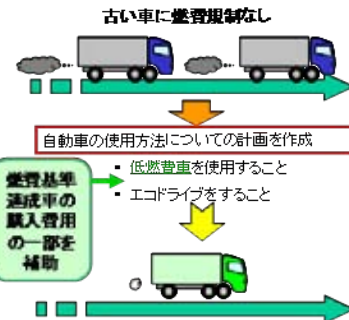 古い車に燃費規制なし
自動車の使用方法についての計画を作成
▪ 低燃費車を使用すること
▪ エコドライブをすること
燃費基準
達成車の
購入費用
の一部を
補助